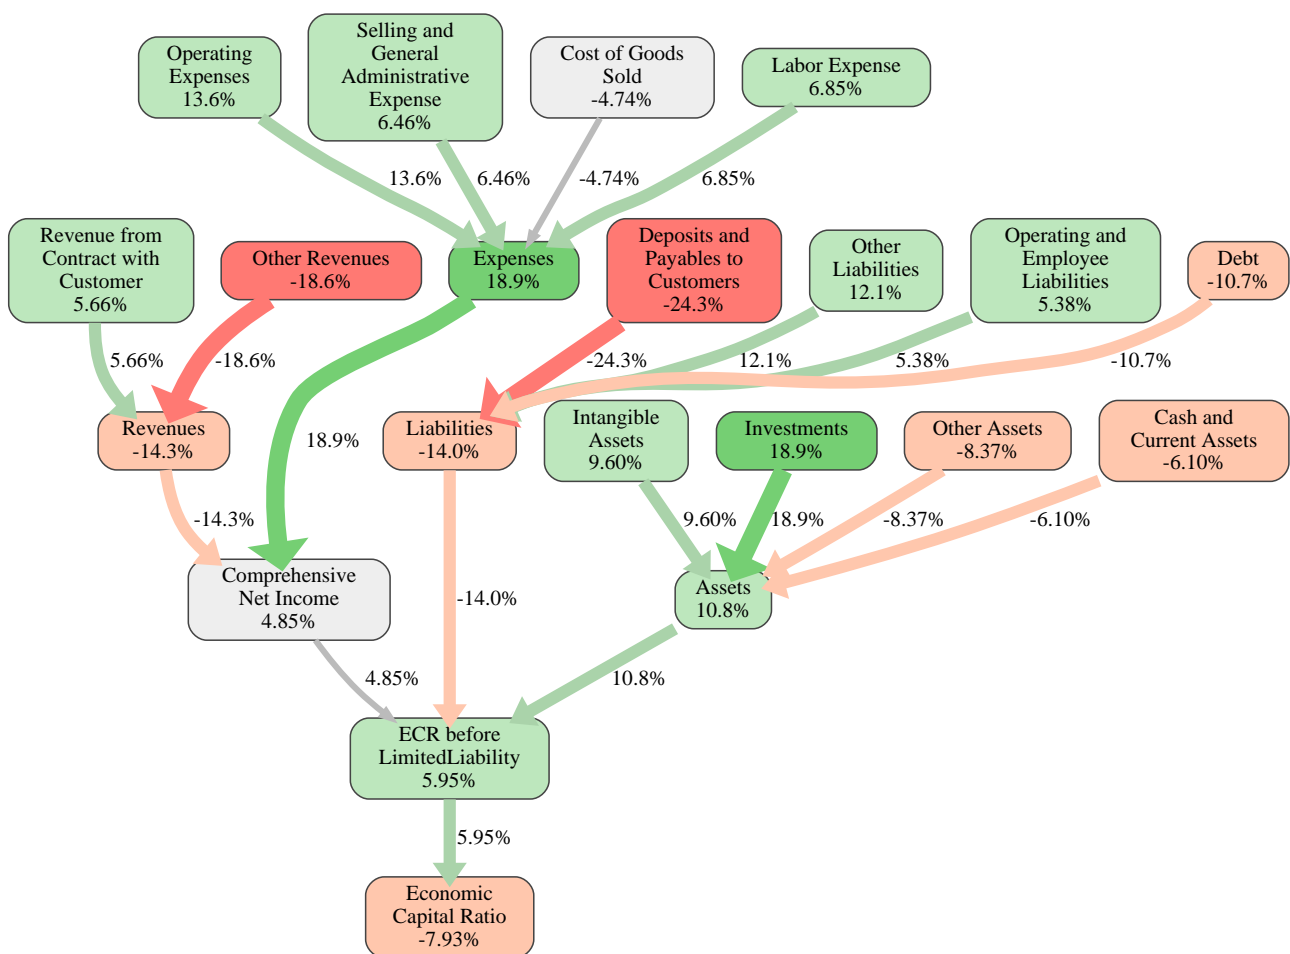 Operating
Expenses
13.6%
Selling and
General
Administrative
Expense
6.46%
Cost of Goods
Sold
-4.74%
Labor Expense
6.85%
13.6%
6.46%
-4.74%
6.85%
Revenue from
Contract with
Customer
5.66%
Other Revenues
-18.6%
Expenses
18.9%
Deposits and
Payables to
Customers
-24.3%
Other
Liabilities
12.1%
Operating and
Employee
Liabilities
5.38%
Debt
-10.7%
5.66%
-18.6%
-24.3%
12.1%
5.38%
-10.7%
Revenues
-14.3%
18.9%
Liabilities
-14.0%
Intangible
Assets
9.60%
Investments
18.9%
Other Assets
-8.37%
Cash and
Current Assets
-6.10%
-14.3%
9.60%
18.9%
-8.37%
-6.10%
Comprehensive
Net Income
4.85%
-14.0%
Assets
10.8%
4.85%
10.8%
ECR before
LimitedLiability
5.95%
5.95%
Economic
Capital Ratio
-7.93%